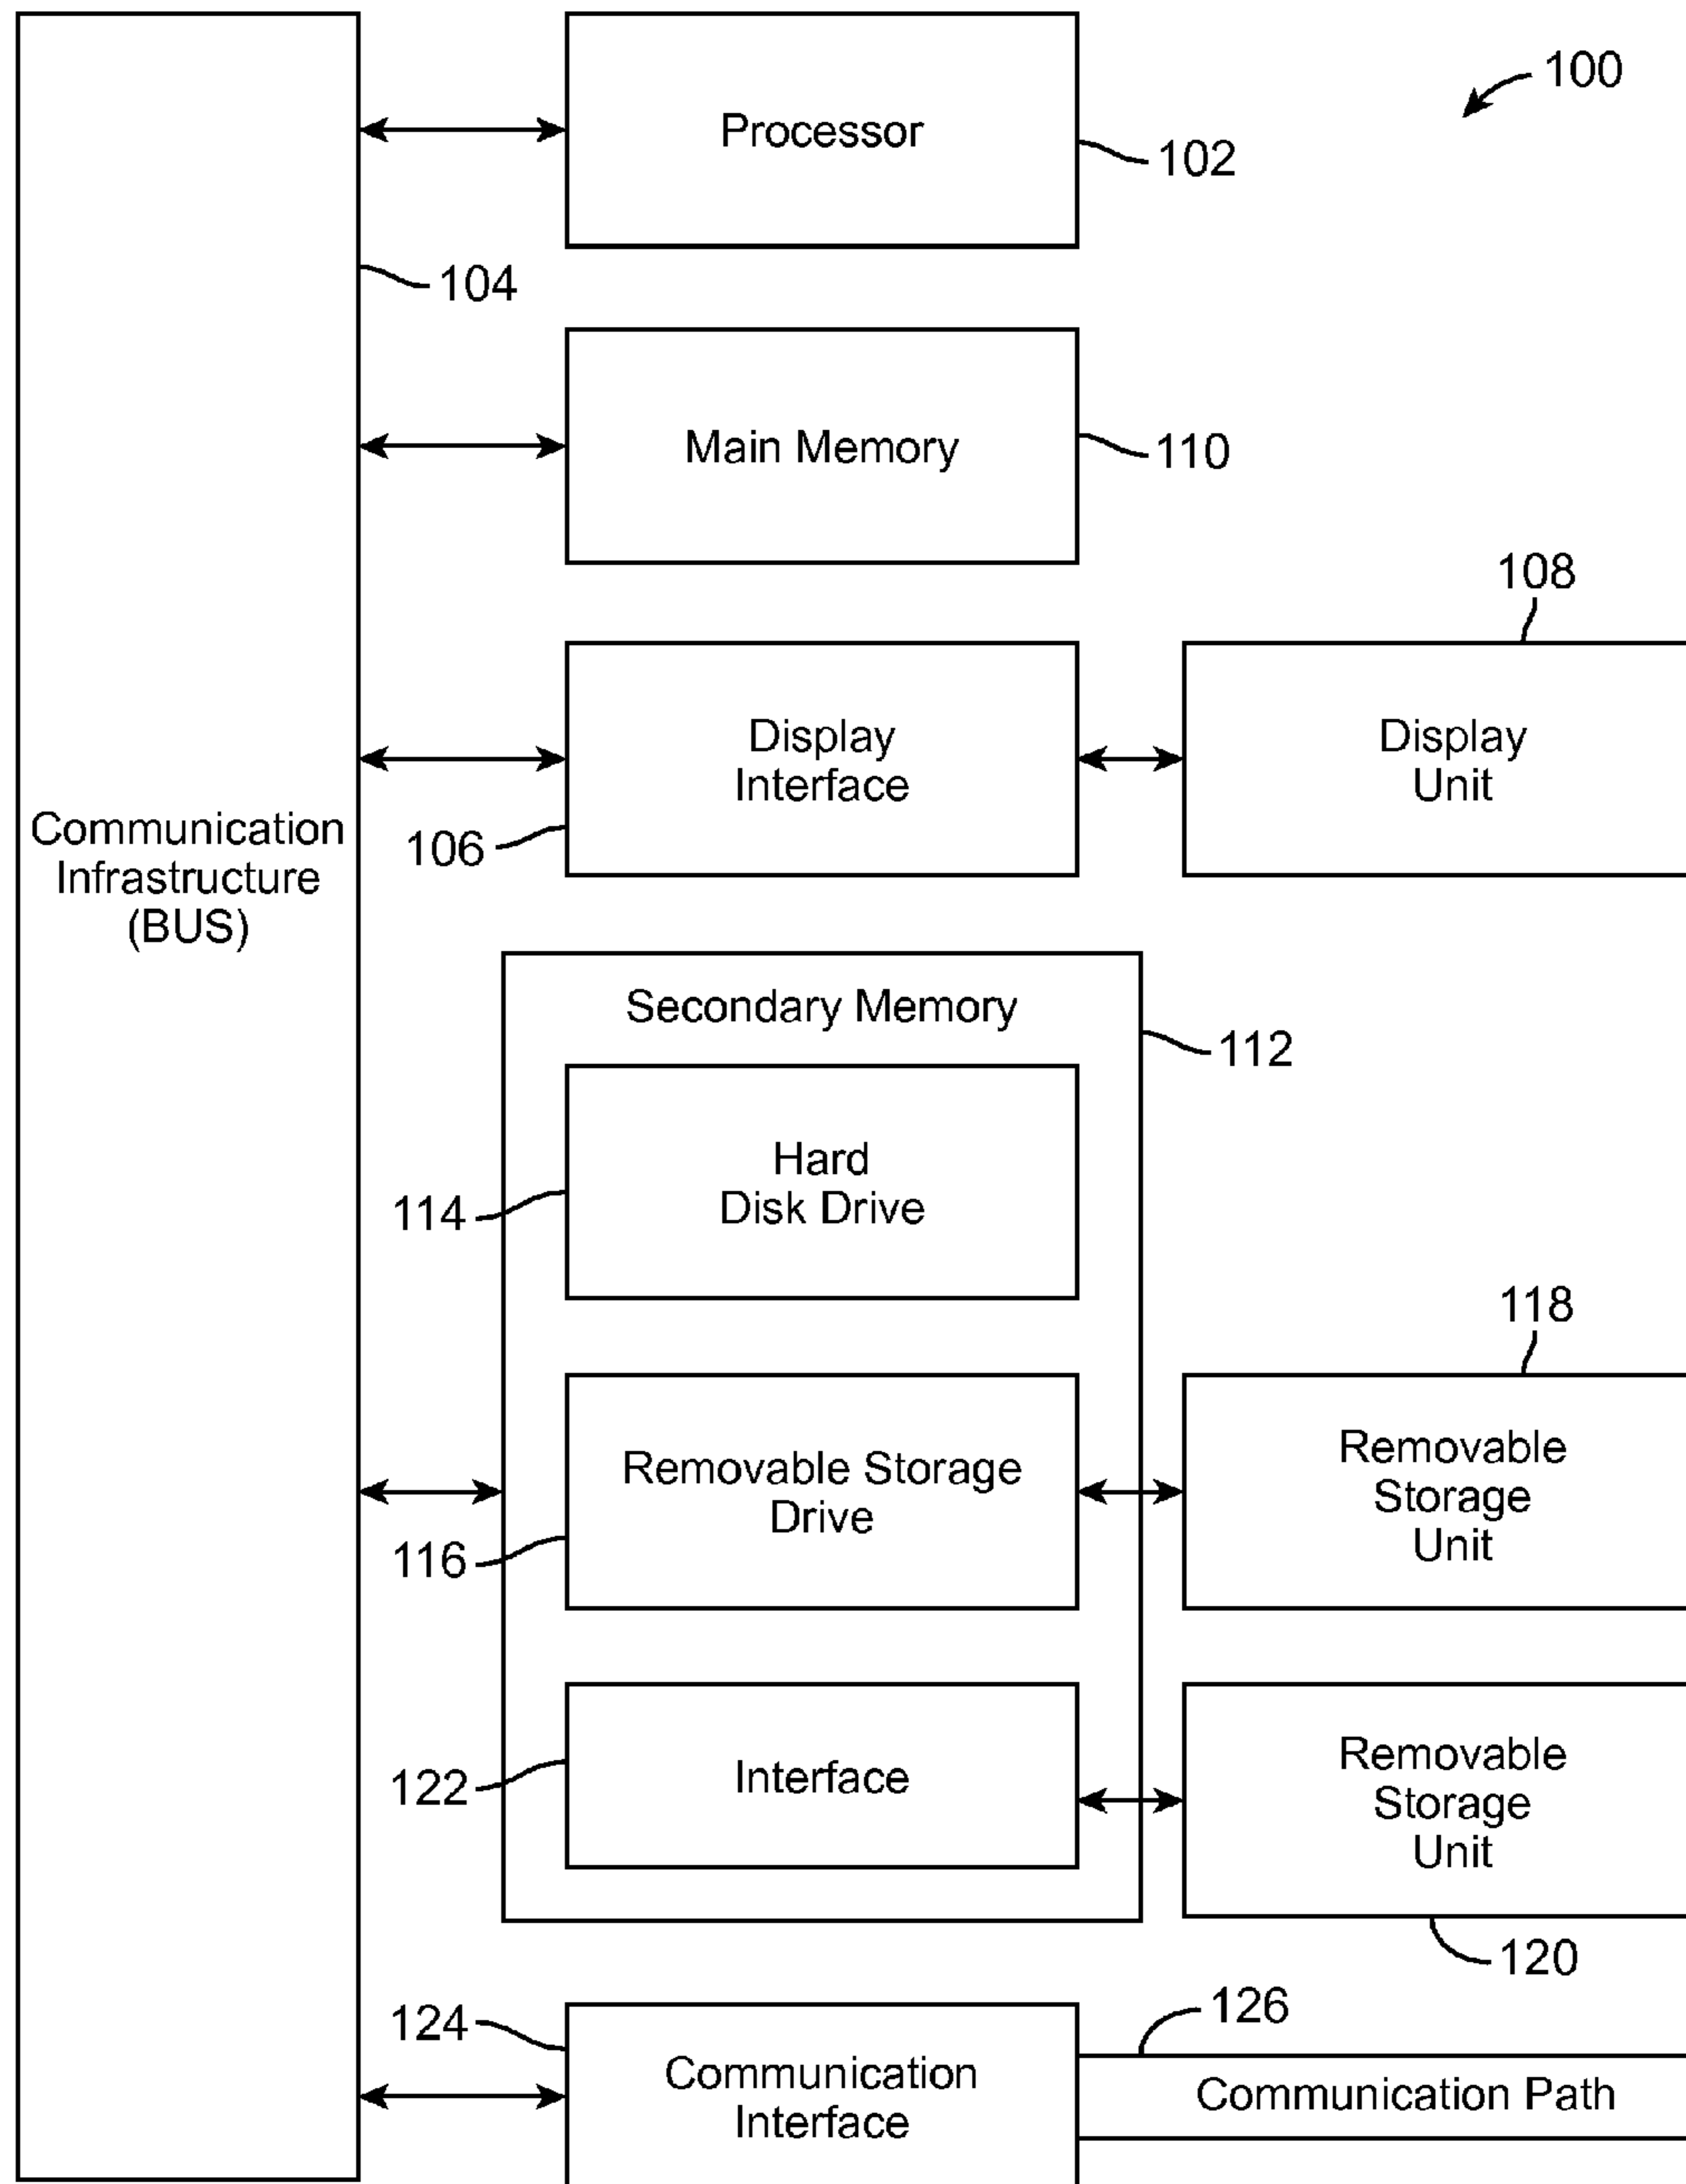 100
Processor
102
104
Main Memory
110
108
Display
Interface
106
Display
Unit
Communication
Infrastructure
(BUS)
Secondary Memory
112
Hard
Disk Drive
114
118
Removable Storage
Drive
116
Removable
Storage
Unit
Interface
122
Removable
Storage
Unit
120
124
Communication
Interface
126
Communication Path